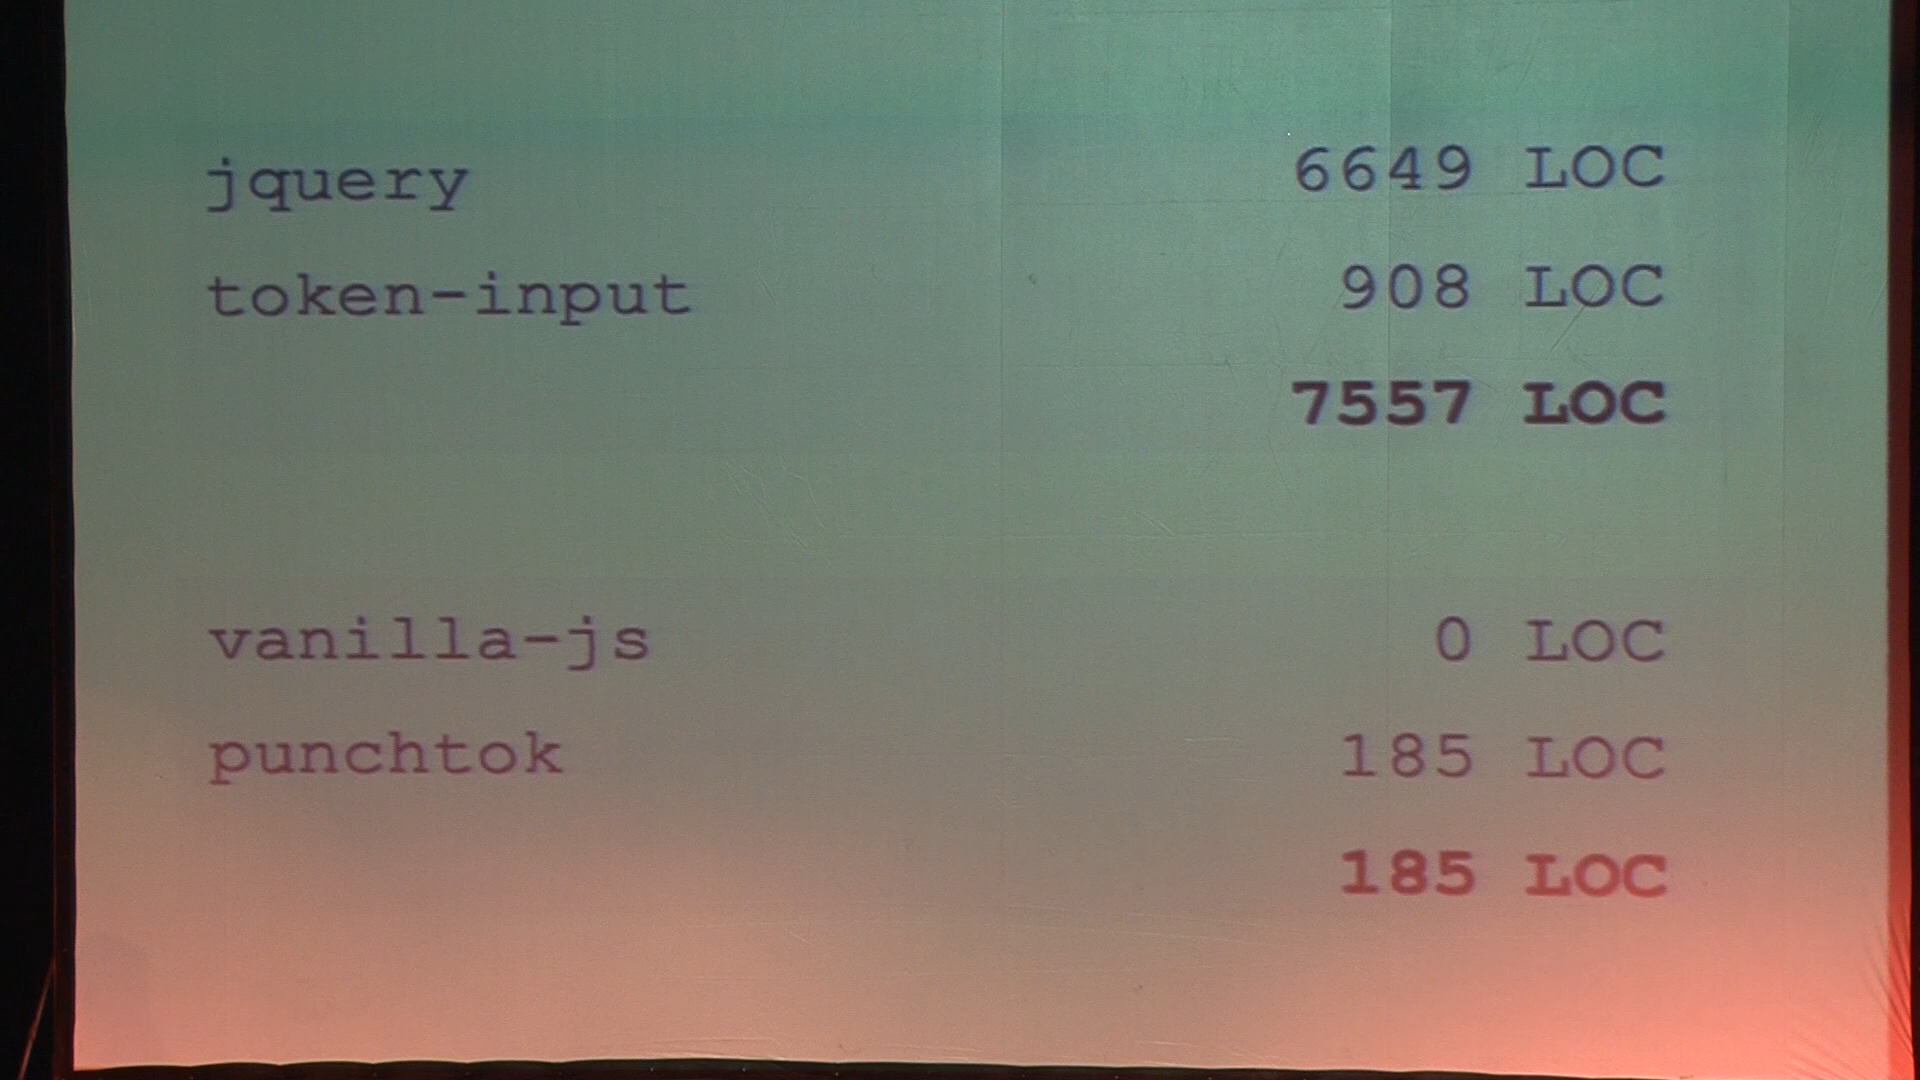 jquery 6649 LOC
token-input 908 LOC
7557 LOC
vanilla-js 0 LOC
punchtok 185 LOC
185 LOC